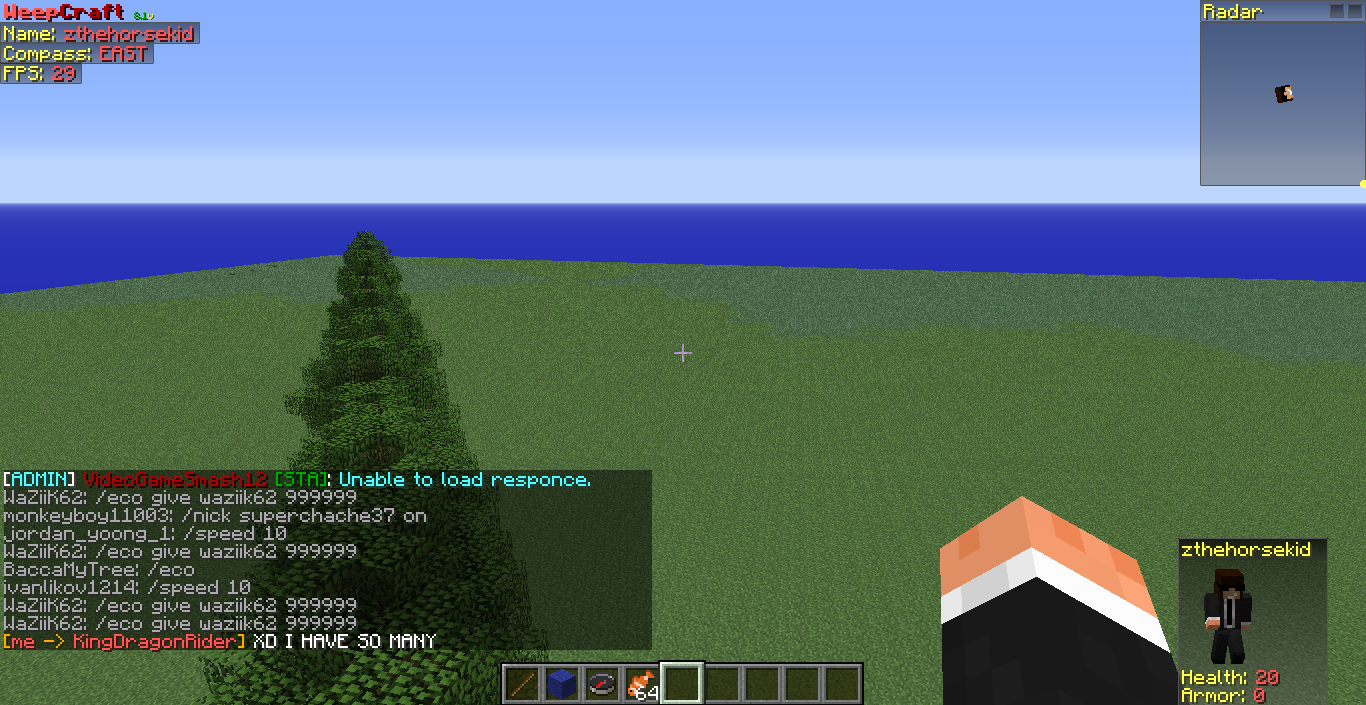 WeepCraft 8.1v
Name: zthehorsekid
Compass: EAST
FPS: 29
Radar
[ADMIN] VideoGameSmash12 [STA]: Unable to load responce.
WaZiiK62: /eco give waziik62 999999
monkeyboy11003: /nick superchache37 on
jordan_yoong_1: /speed 10
WaZiiK62: /eco give waziik62 999999
BaccaMyTree: /eco
ivanlikov1214: /speed 10
WaZiiK62: /eco give waziik62 999999
WaZiiK62: /eco give waziik62 999999
[me -> KingDragonRider] XD I HAVE SO MANY
64
zthehorsekid
Health: 20
Armor: 0